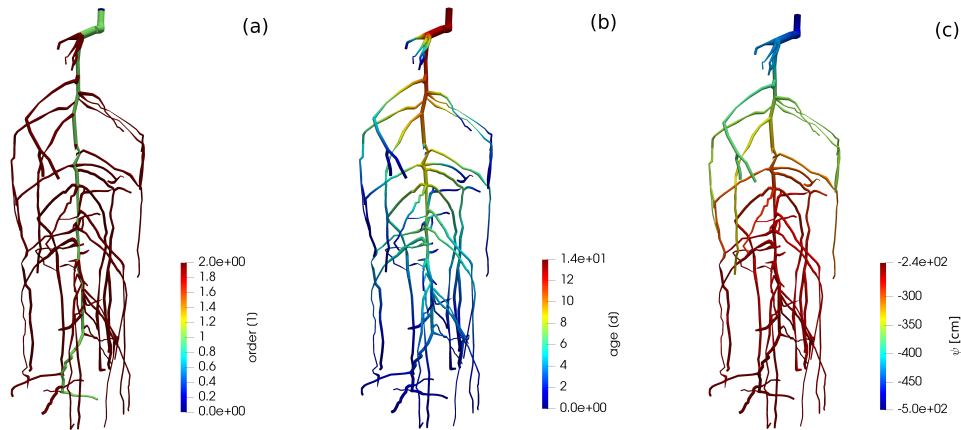 (a)
2.0e+00
1.8
1.6
1.4
1.2
1
0.8
0.6
0.4
0.2
0.0e+00
order (1)
(b)
1.4e+01
12
10
8
6
4
2
0.0e+00
age (d)
(c)
-2.4e+02
-300
-350
-400
-450
-5.0e+02
ψ [cm]